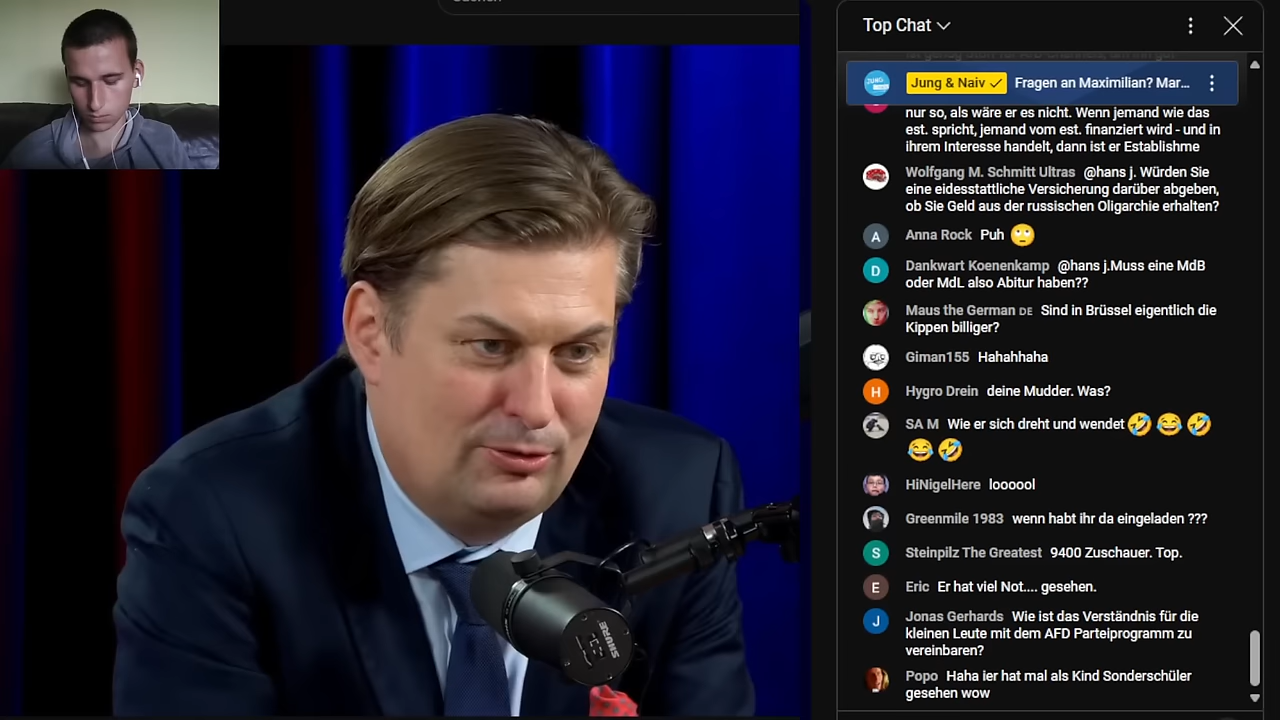 Suchen
Top Chat
Jung & Naiv Fragen an Maximilian? Mar...
nur so, als wäre er es nicht. Wenn jemand wie das
est. spricht, jemand vom est. finanziert wird - und in
ihrem Interesse handelt, dann ist er Establishme
Wolfgang M. Schmitt Ultras @hans j. Würden Sie
eine eidesstattliche Versicherung darüber abgeben,
ob Sie Geld aus der russischen Oligarchie erhalten?
A Anna Rock Puh 🙄
D Dankwart Koenenkamp @hans j.Muss eine MdB
oder MdL also Abitur haben??
Maus the German DE Sind in Brüssel eigentlich die
Kippen billiger?
Giman155 Hahahhaha
H Hygro Drein deine Mudder. Was?
SA M Wie er sich dreht und wendet 🤣 😂 🤣
😂 🤣
HiNigelHere loooool
Greenmile 1983 wenn habt ihr da eingeladen ???
S Steinpilz The Greatest 9400 Zuschauer. Top.
E Eric Er hat viel Not.... gesehen.
J Jonas Gerhards Wie ist das Verständnis für die
kleinen Leute mit dem AFD Parteiprogramm zu
vereinbaren?
Popo Haha ier hat mal als Kind Sonderschüler
gesehen wow
SHURE